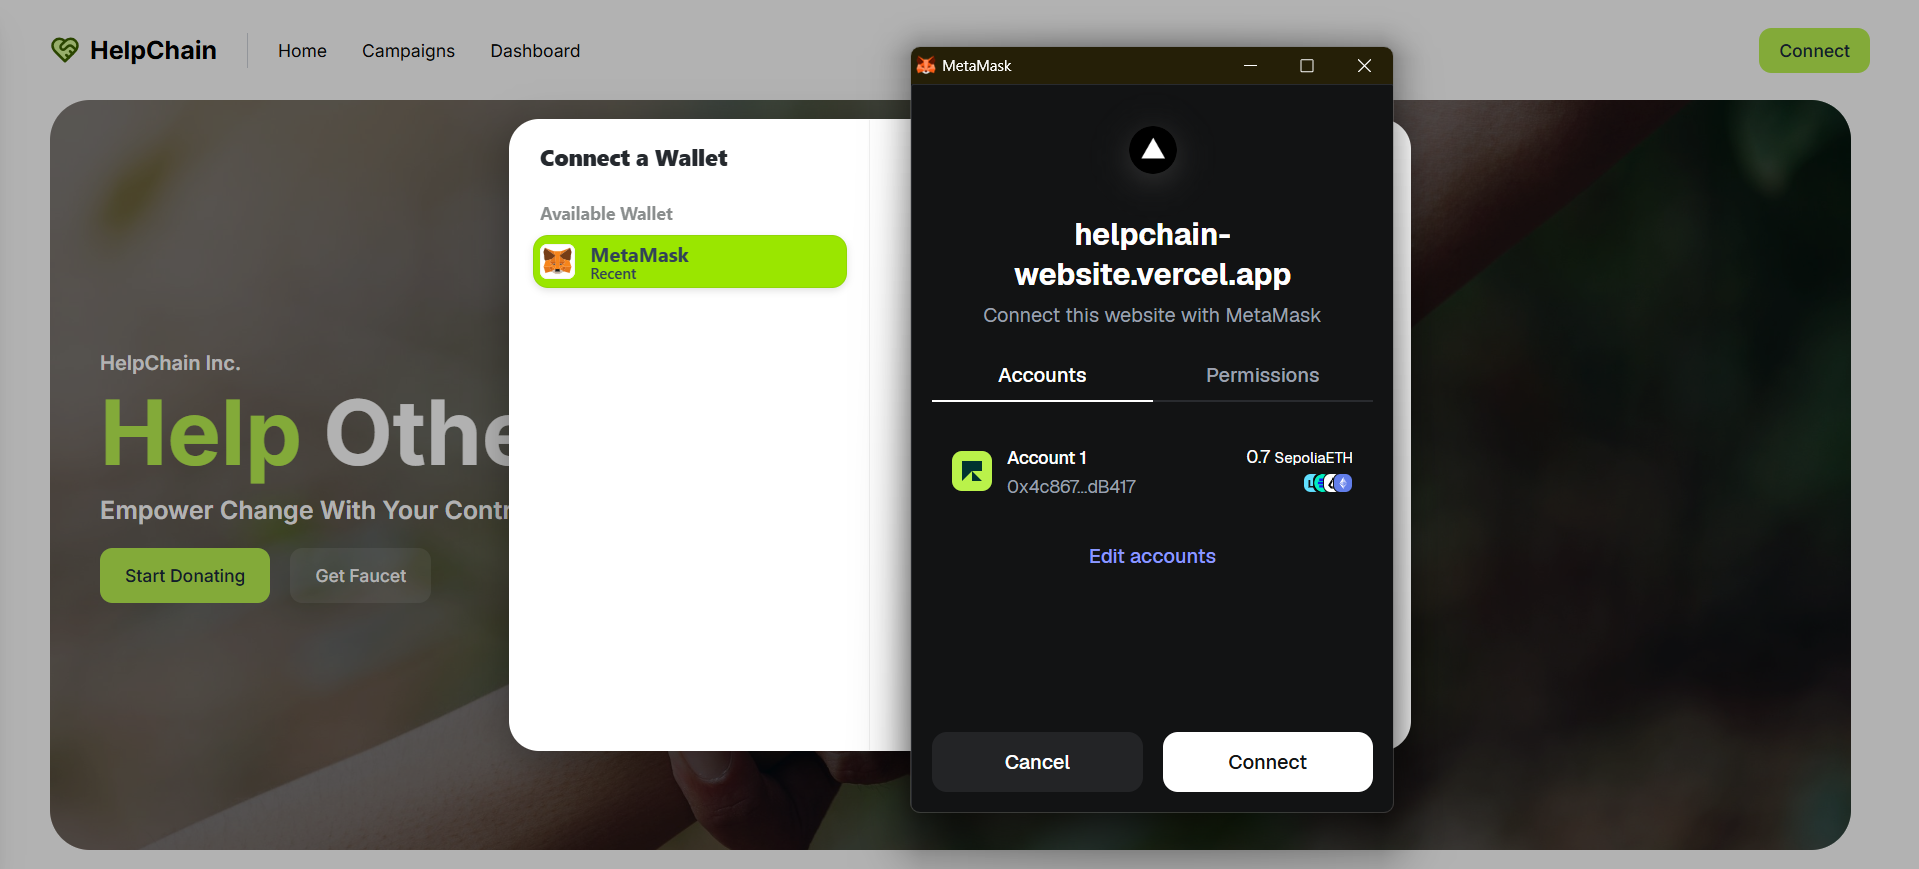 HelpChain
Home
Campaigns
Dashboard
Connect
HelpChain Inc.
Help
Empower Change With Your
Start Donating
Get Faucet
Connect a Wallet
Available Wallet
MetaMask
Recent
MetaMask
helpchain-
website.vercel.app
Connect this website with MetaMask
Accounts
Permissions
Account 1
0.7 SepoliaETH
0x4c867...dB417
Edit accounts
Cancel
Connect